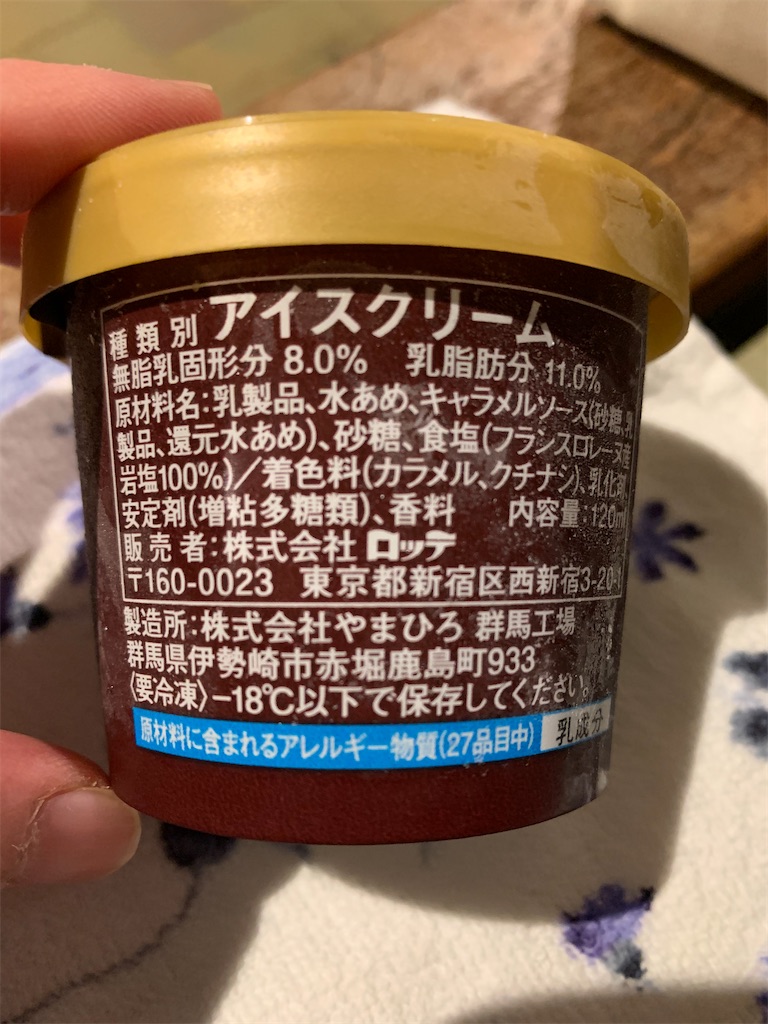 種類別 アイスクリーム
無脂乳固形分 8.0% 乳脂肪分 11.0%
原材料名:乳製品、水あめ、キャラメルソース(砂糖、乳
製品、還元水あめ)、砂糖、食塩(フランスロレーヌ産
岩塩100%)/着色料(カラメル、クチナシ)、乳化剤、
安定剤(増粘多糖類)、香料 内容量:120ml
販売者:株式会社 ロッテ
〒160-0023 東京都新宿区西新宿3-20-
製造所:株式会社やまひろ 群馬工場
群馬県伊勢崎市赤堀鹿島町933
〈要冷凍〉-18℃以下で保存してください。
原材料に含まれるアレルギー物質(27品目中) 乳成分